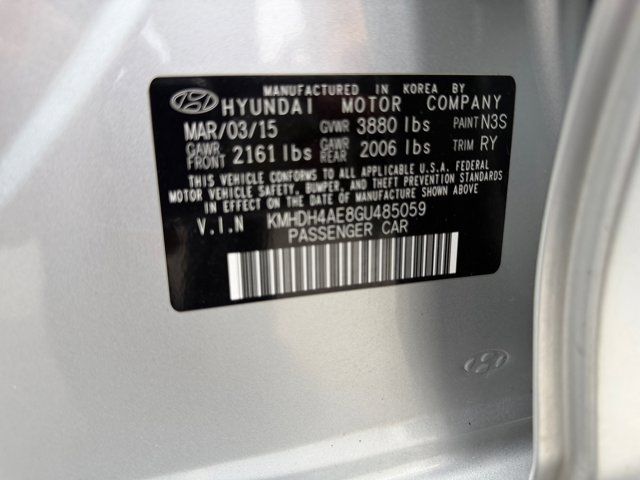 MANUFACTURED IN KOREA BY
HYUNDAI MOTOR COMPANY
MAR/03/15 GVWR 3880 lbs PAINT N3S
GAWR FRONT 2161 lbs GAWR REAR 2006 lbs TRIM RY
THIS VEHICLE CONFORMS TO ALL APPLICABLE U.S.A. FEDERAL
MOTOR VEHICLE SAFETY, BUMPER, AND THEFT PREVENTION STANDARDS
IN EFFECT ON THE DATE OF MANUFACTURE SHOWN ABOVE.
V.I.N KMHDH4AE8GU485059
PASSENGER CAR